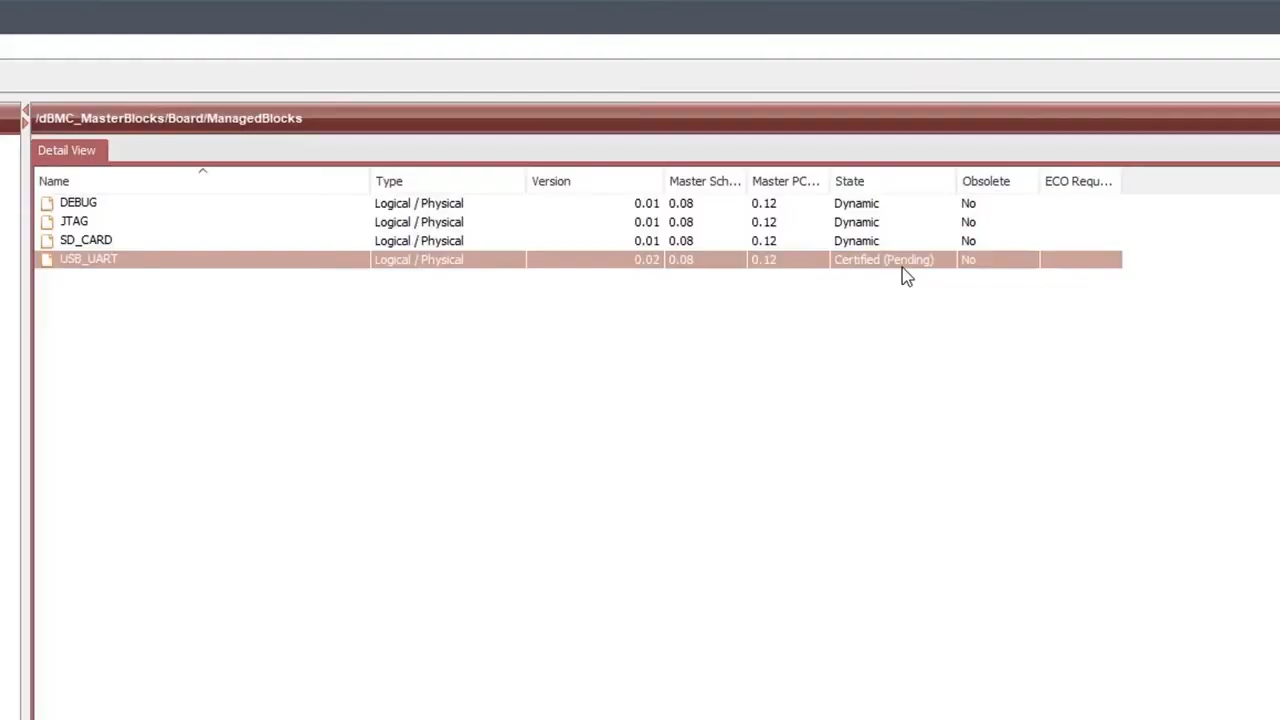 /dBMC_MasterBlocks/Board/ManagedBlocks
Detail View
Name Type Version Master Sch... Master PC... State Obsolete ECO Requ...
DEBUG Logical / Physical 0.01 0.08 0.12 Dynamic No
JTAG Logical / Physical 0.01 0.08 0.12 Dynamic No
SD_CARD Logical / Physical 0.01 0.08 0.12 Dynamic No
USB_UART Logical / Physical 0.02 0.08 0.12 Certified (Pending) No